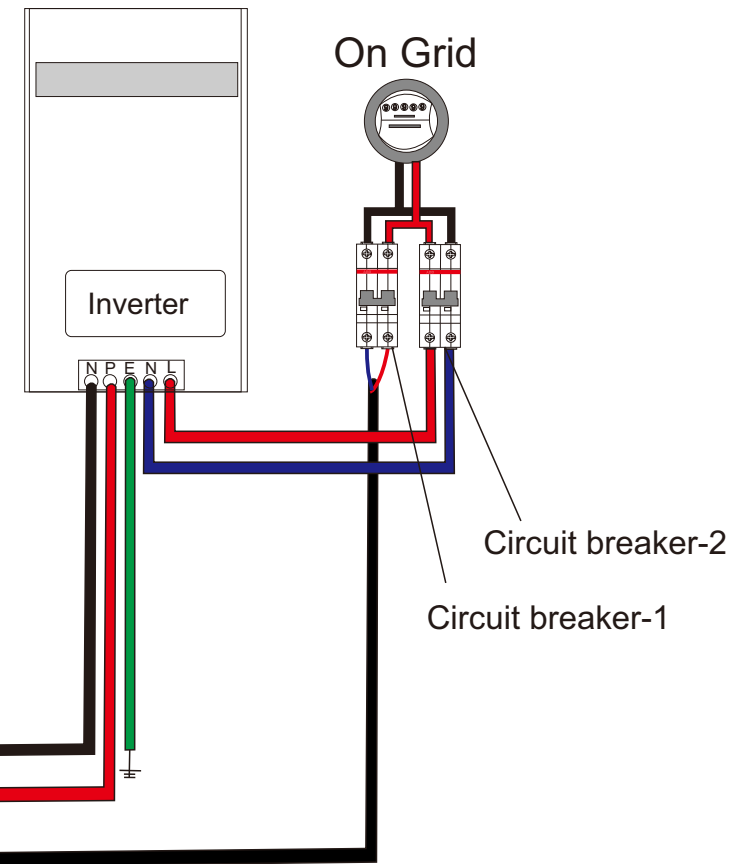 On Grid
Inverter
N P E N L
Circuit breaker-2
Circuit breaker-1